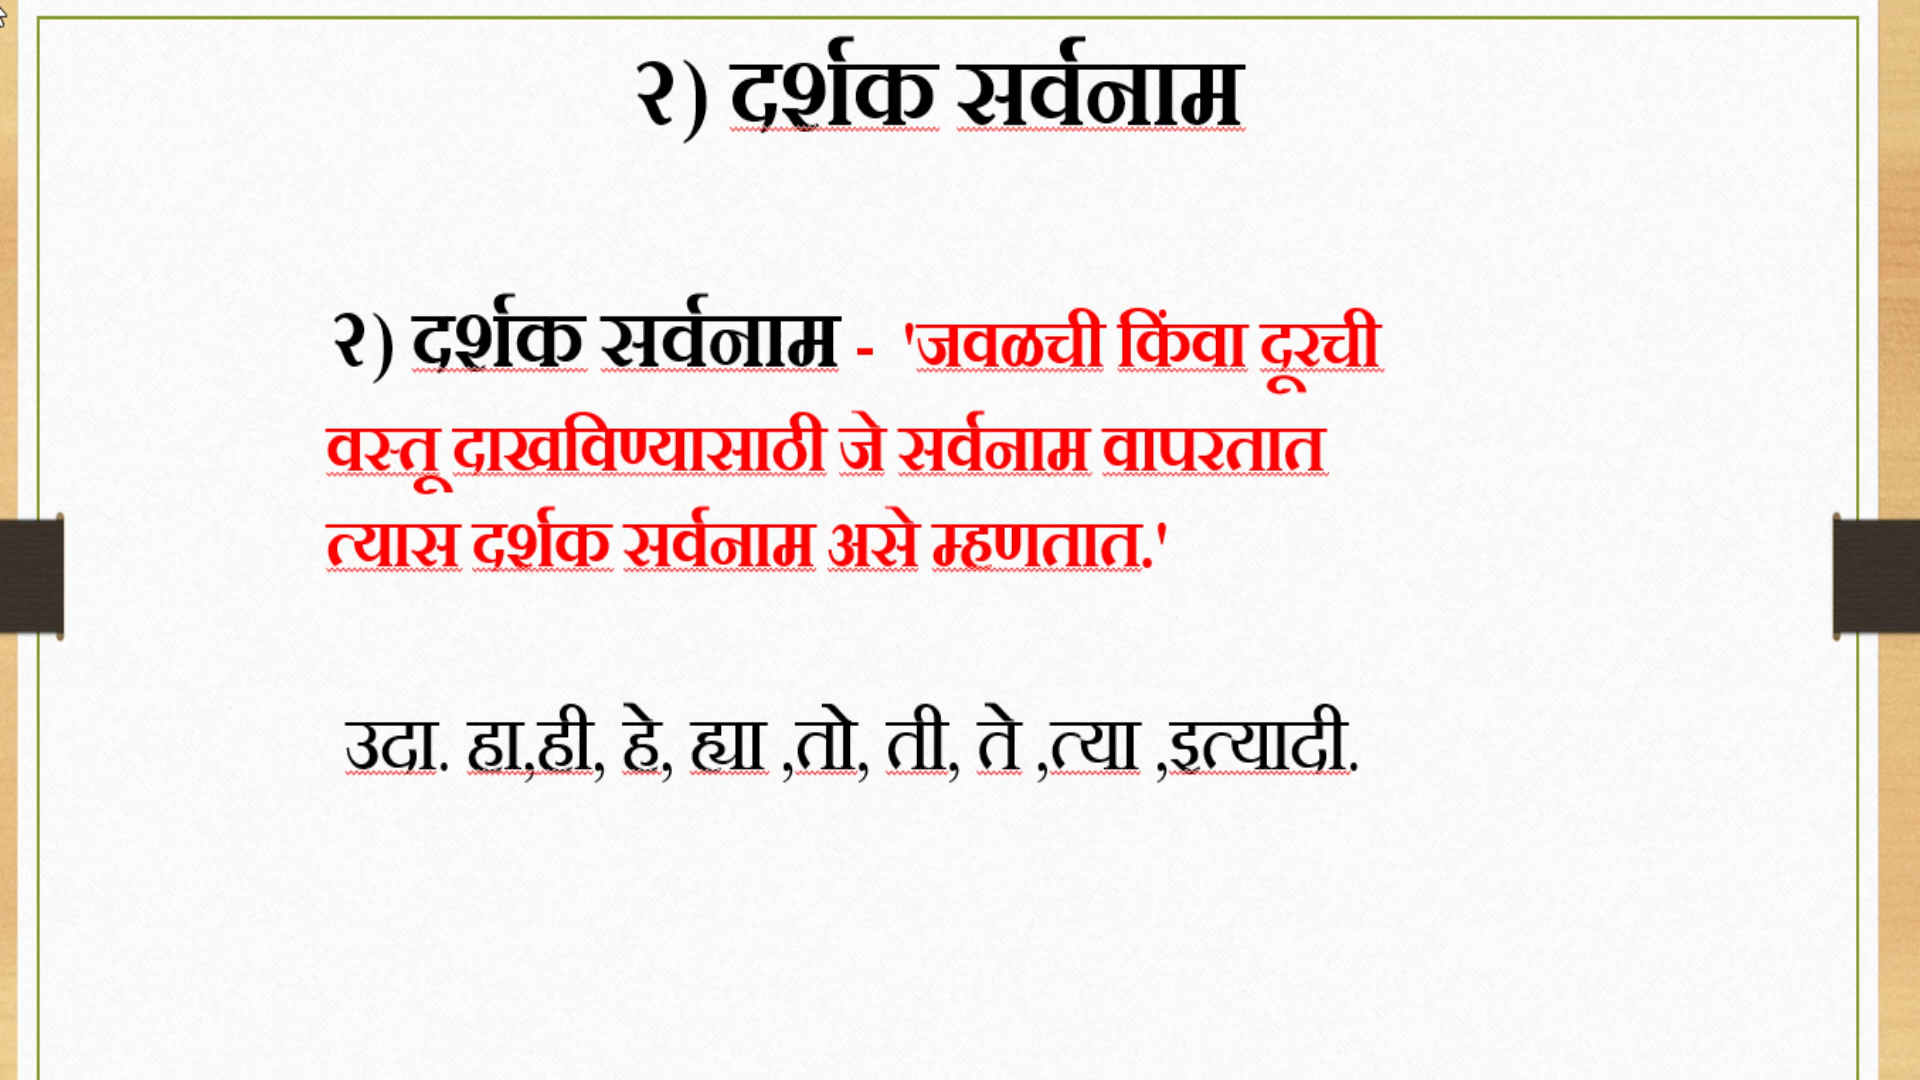 २) दर्शक सर्वनाम
२) दर्शक सर्वनाम - 'जवळची किंवा दूरची
वस्तू दाखविण्यासाठी जे सर्वनाम वापरतात
त्यास दर्शक सर्वनाम असे म्हणतात.'
उदा. हा,ही, हे, ह्या ,तो, ती, ते ,त्या ,इत्यादी.